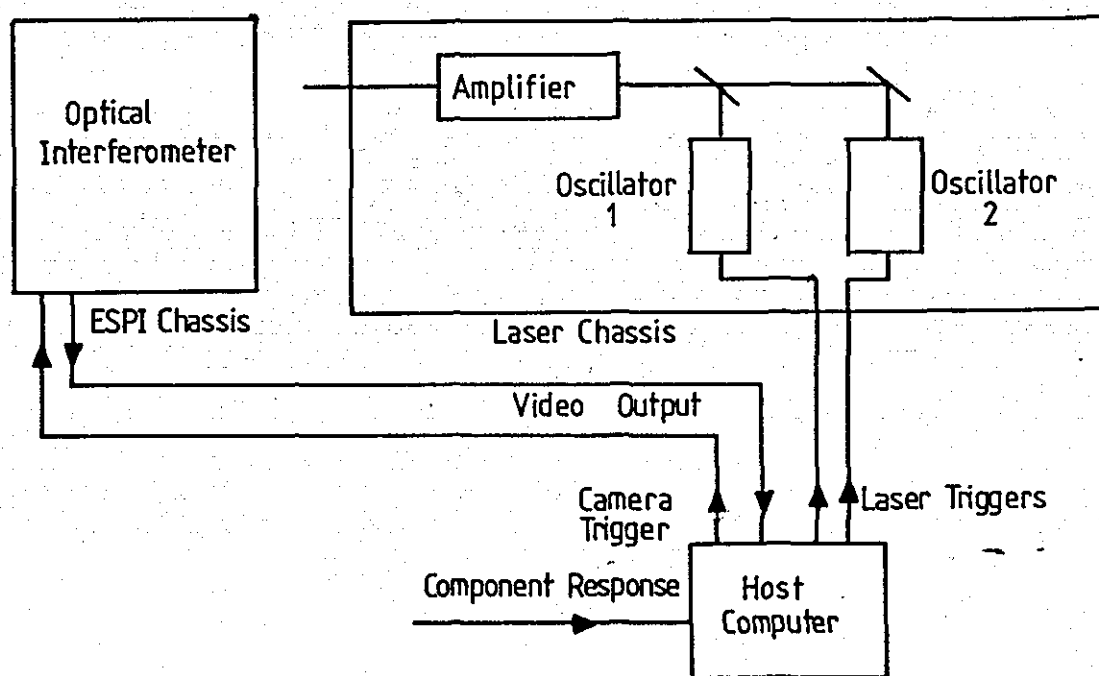 Optical
Interferometer
Amplifier
Oscillator
1
Oscillator
2
ESPI Chassis
Laser Chassis
Video Output
Camera
Trigger
Laser Triggers
Component Response
Host
Computer